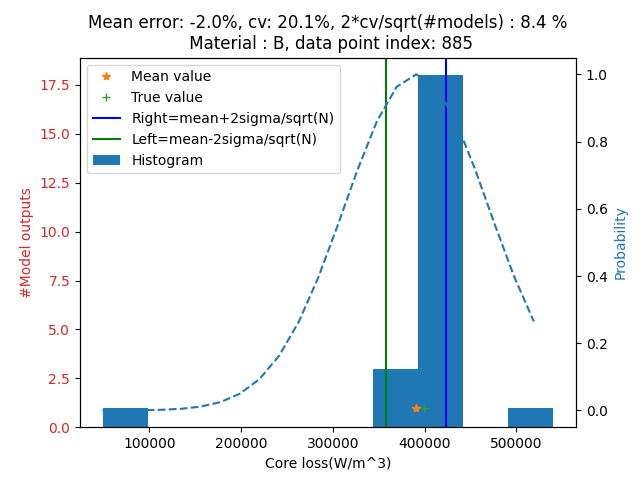 Mean error: -2.0%, cv: 20.1%, 2*cv/sqrt(#models) : 8.4 %
Material : B, data point index: 885
Mean value
True value
Right=mean+2sigma/sqrt(N)
Left=mean-2sigma/sqrt(N)
Histogram
17.5
15.0
12.5
10.0
7.5
5.0
2.5
0.0
#Model outputs
1.0
0.8
0.6
0.4
0.2
0.0
Probability
100000 200000 300000 400000 500000
Core loss(W/m^3)